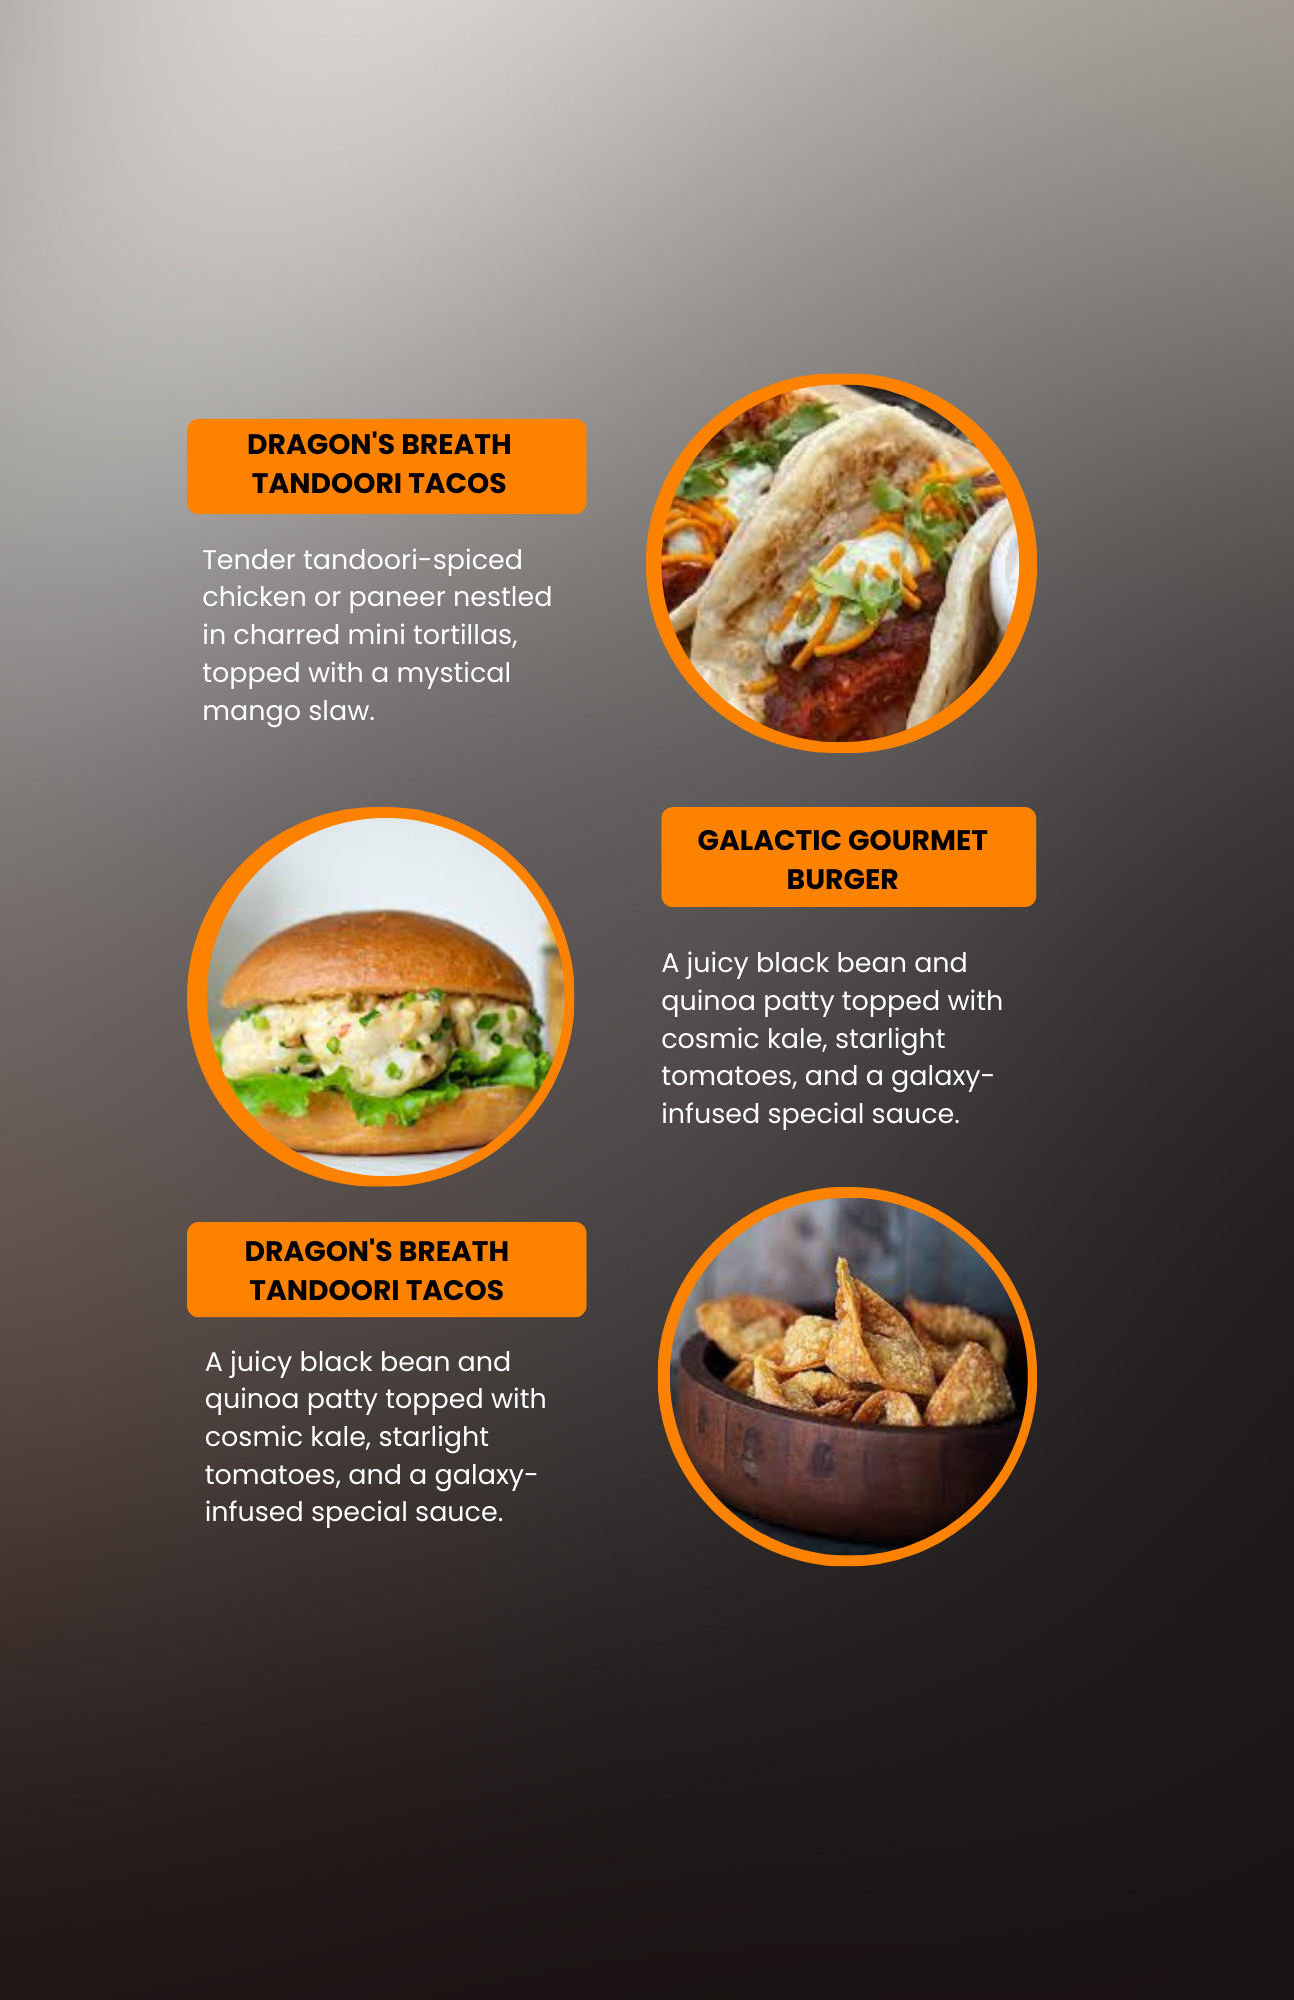 DRAGON'S BREATH
TANDOORI TACOS
Tender tandoori-spiced
chicken or paneer nestled
in charred mini tortillas,
topped with a mystical
mango slaw.
GALACTIC GOURMET
BURGER
A juicy black bean and
quinoa patty topped with
cosmic kale, starlight
tomatoes, and a galaxy-
infused special sauce.
DRAGON'S BREATH
TANDOORI TACOS
A juicy black bean and
quinoa patty topped with
cosmic kale, starlight
tomatoes, and a galaxy-
infused special sauce.